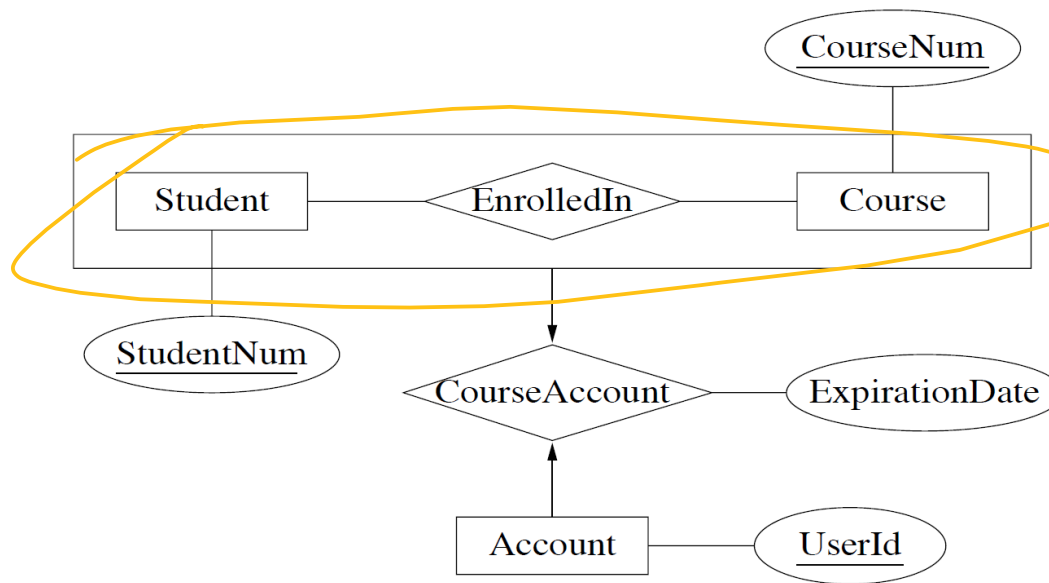 CourseNum
Student
EnrolledIn
Course
StudentNum
CourseAccount
ExpirationDate
Account
UserId